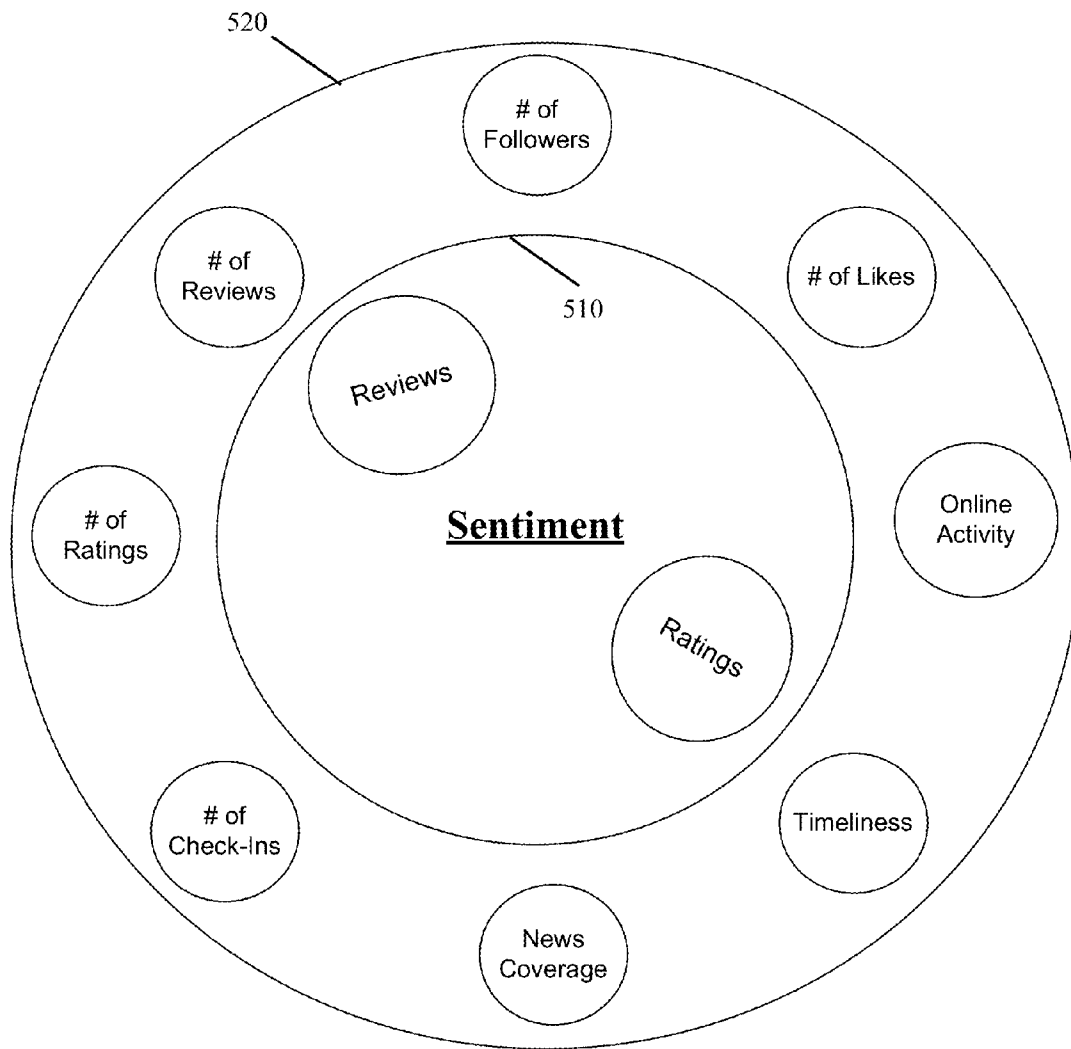 520
# of
Followers
# of
Reviews
# of Likes
510
Reviews
Sentiment
# of
Ratings
Online
Activity
Ratings
# of
Check-Ins
Timeliness
News
Coverage